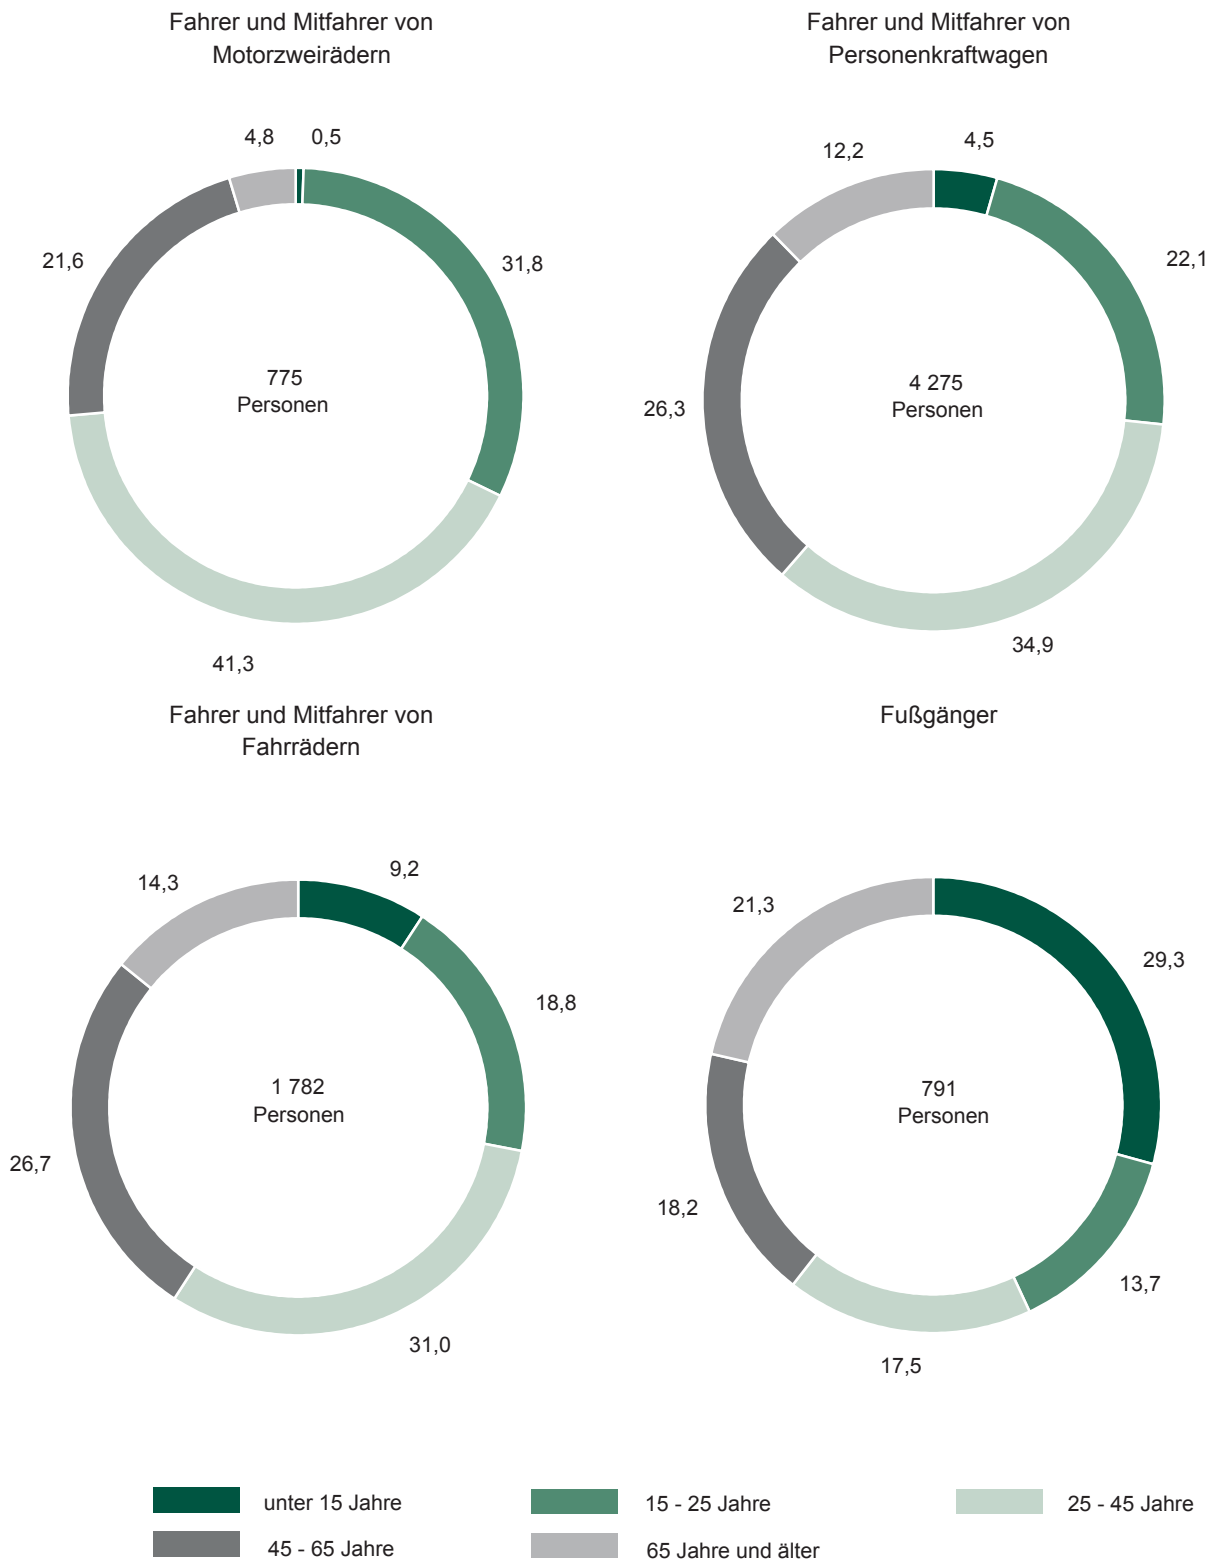 Fahrer und Mitfahrer von
Motorzweirädern
4,8
0,5
21,6
31,8
775
Personen
41,3
Fahrer und Mitfahrer von
Personenkraftwagen
12,2
4,5
22,1
26,3
4 275
Personen
34,9
Fahrer und Mitfahrer von
Fahrrädern
14,3
9,2
18,8
1 782
Personen
26,7
31,0
Fußgänger
21,3
29,3
791
Personen
18,2
13,7
17,5
unter 15 Jahre
15 - 25 Jahre
25 - 45 Jahre
45 - 65 Jahre
65 Jahre und älter